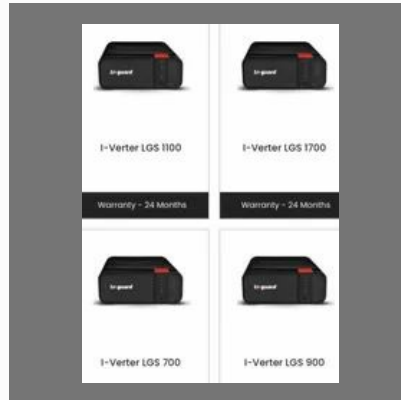 I-Verter LGS 1100
I-Verter LGS 1700
Warranty - 24 Months
Warranty - 24 Months
I-Verter LGS 700
I-Verter LGS 900